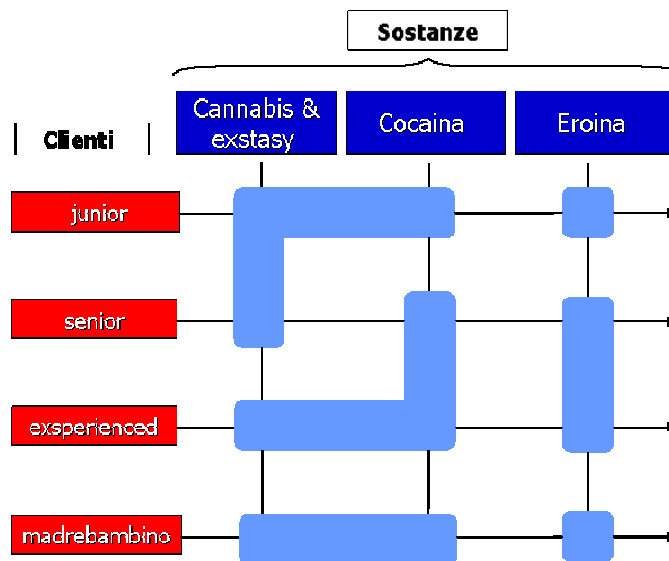 Sostanze
Clienti
Cannabis &
exstasy
Cocaina
Eroina
junior
senior
exsperienced
madrebambino